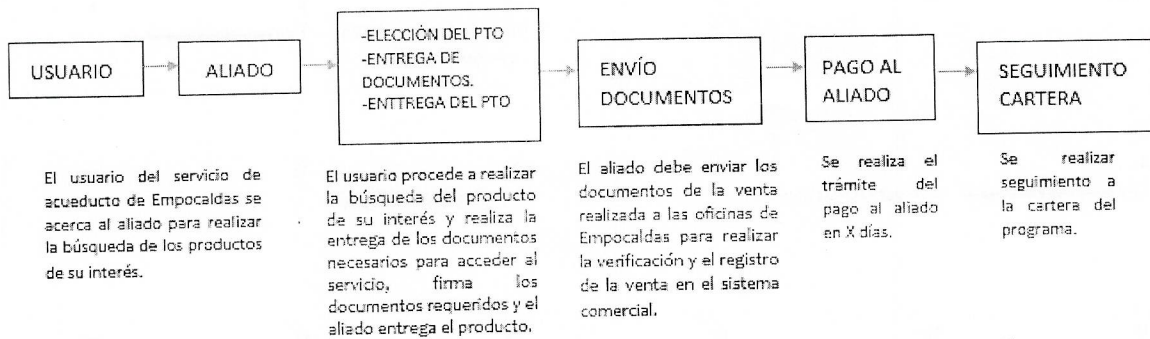 USUARIO
ALIADO
-ELECCIÓN DEL PTO
-ENTREGA DE
DOCUMENTOS.
-ENTTREGA DEL PTO
ENVÍO
DOCUMENTOS
PAGO AL
ALIADO
SEGUIMIENTO
CARTERA
El usuario del servicio de
acueducto de Empocaldas se
acerca al aliado para realizar
la búsqueda de los productos
de su interés.
El usuario procede a realizar
la búsqueda del producto
de su interés y realiza la
entrega de los documentos
necesarios para acceder al
servicio, firma los
documentos requeridos y el
aliado entrega el producto.
El aliado debe enviar los
documentos de la venta
realizada a las oficinas de
Empocaldas para realizar
la verificación y el registro
de la venta en el sistema
comercial.
Se realiza el
trámite del
pago al aliado
en X días.
Se realizar
seguimiento a
la cartera del
programa.